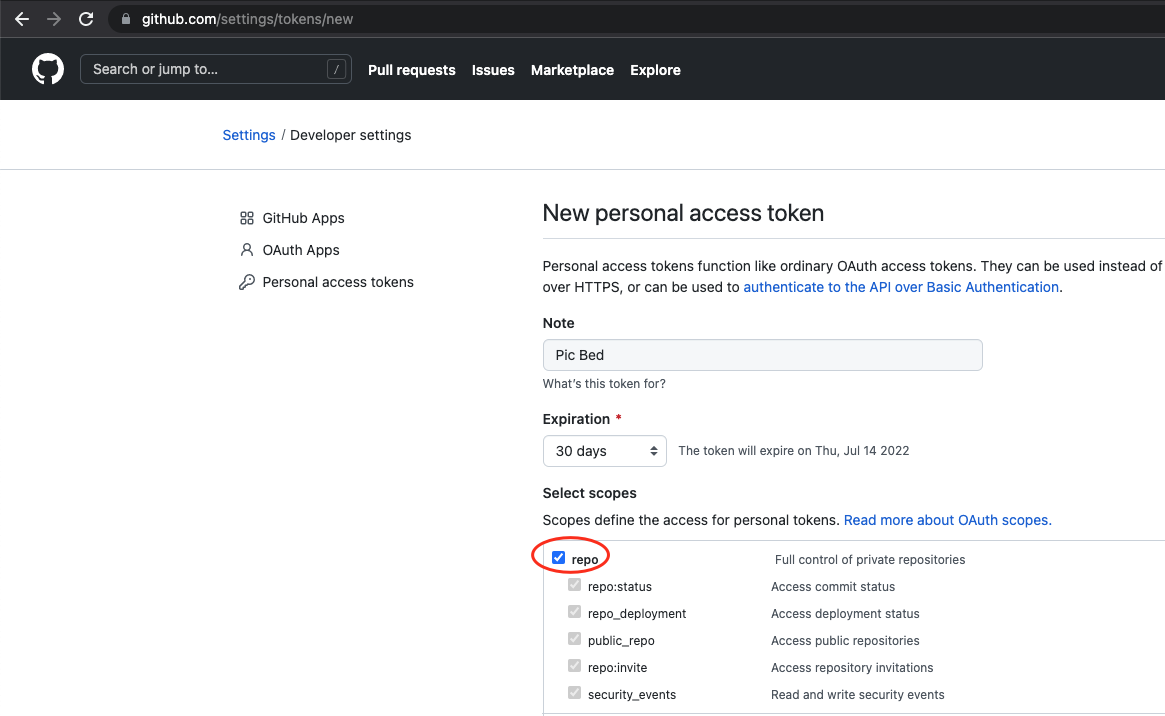 github.com/settings/tokens/new
Search or jump to...
/
Pull requests
Issues
Marketplace
Explore
Settings / Developer settings
GitHub Apps
OAuth Apps
Personal access tokens
New personal access token
Personal access tokens function like ordinary OAuth access tokens. They can be used instead of
over HTTPS, or can be used to authenticate to the API over Basic Authentication.
Note
Pic Bed
What's this token for?
Expiration *
30 days
The token will expire on Thu, Jul 14 2022
Select scopes
Scopes define the access for personal tokens. Read more about OAuth scopes.
repo Full control of private repositories
repo:status Access commit status
repo_deployment Access deployment status
public_repo Access public repositories
repo:invite Access repository invitations
security_events Read and write security events